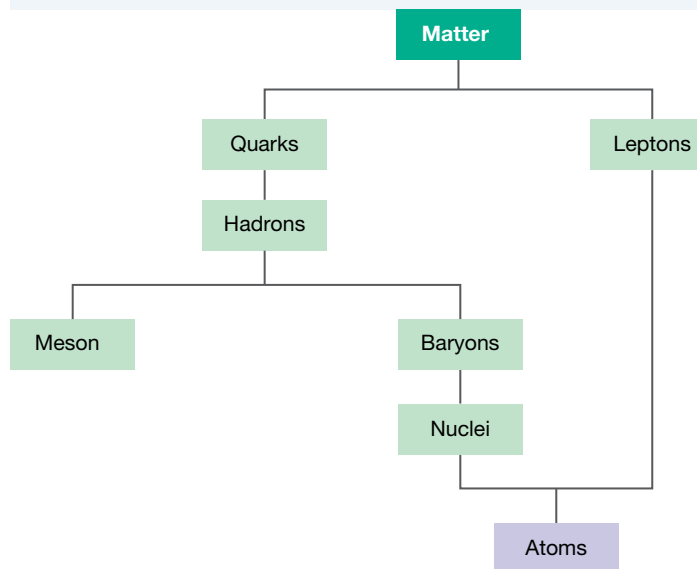 Matter
Quarks
Leptons
Hadrons
Meson
Baryons
Nuclei
Atoms